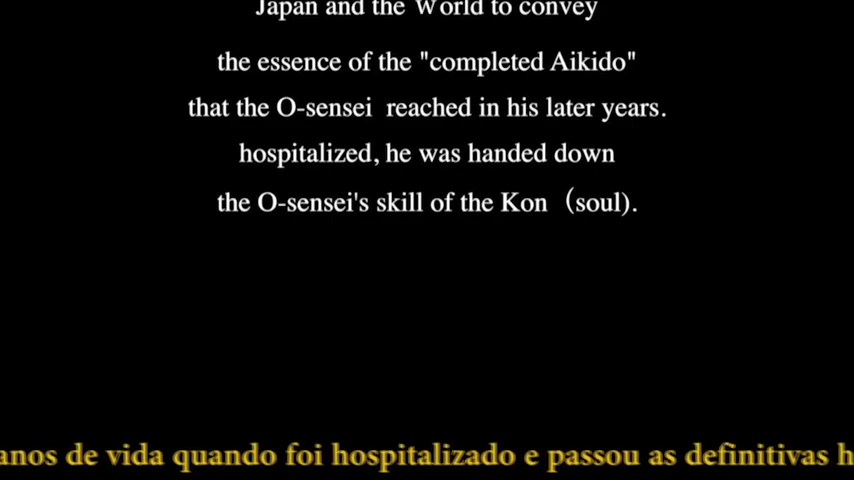 Japan and the World to convey
the essence of the "completed Aikido"
that the O-sensei reached in his later years.
hospitalized, he was handed down
the O-sensei's skill of the Kon (soul).
anos de vida quando foi hospitalizado e passou as definitivas h